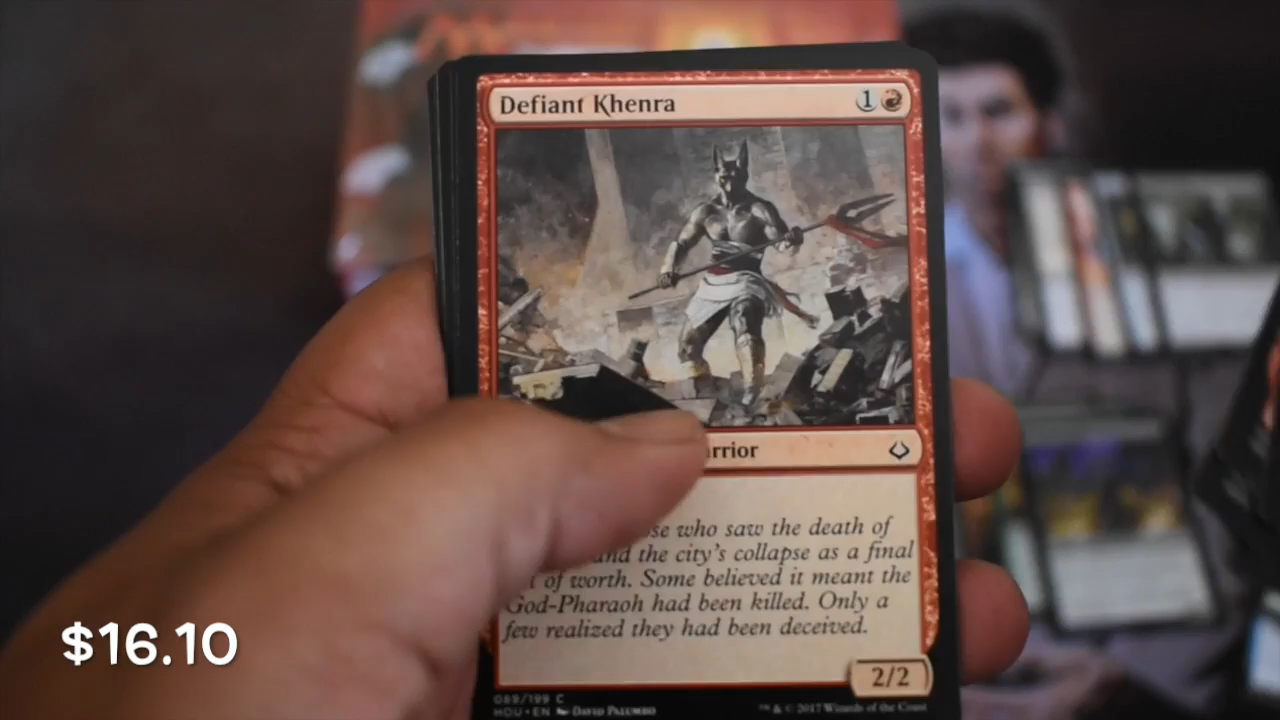 Defiant Khenra
1
rrior
se who saw the death of
nd the city's collapse as a final
of worth. Some believed it meant the
God-Pharaoh had been killed. Only a
few realized they had been deceived.
2/2
089/199 C
HOU • EN DAVID PALUMBO
™ & © 2017 Wizards of the Coast
$16.10